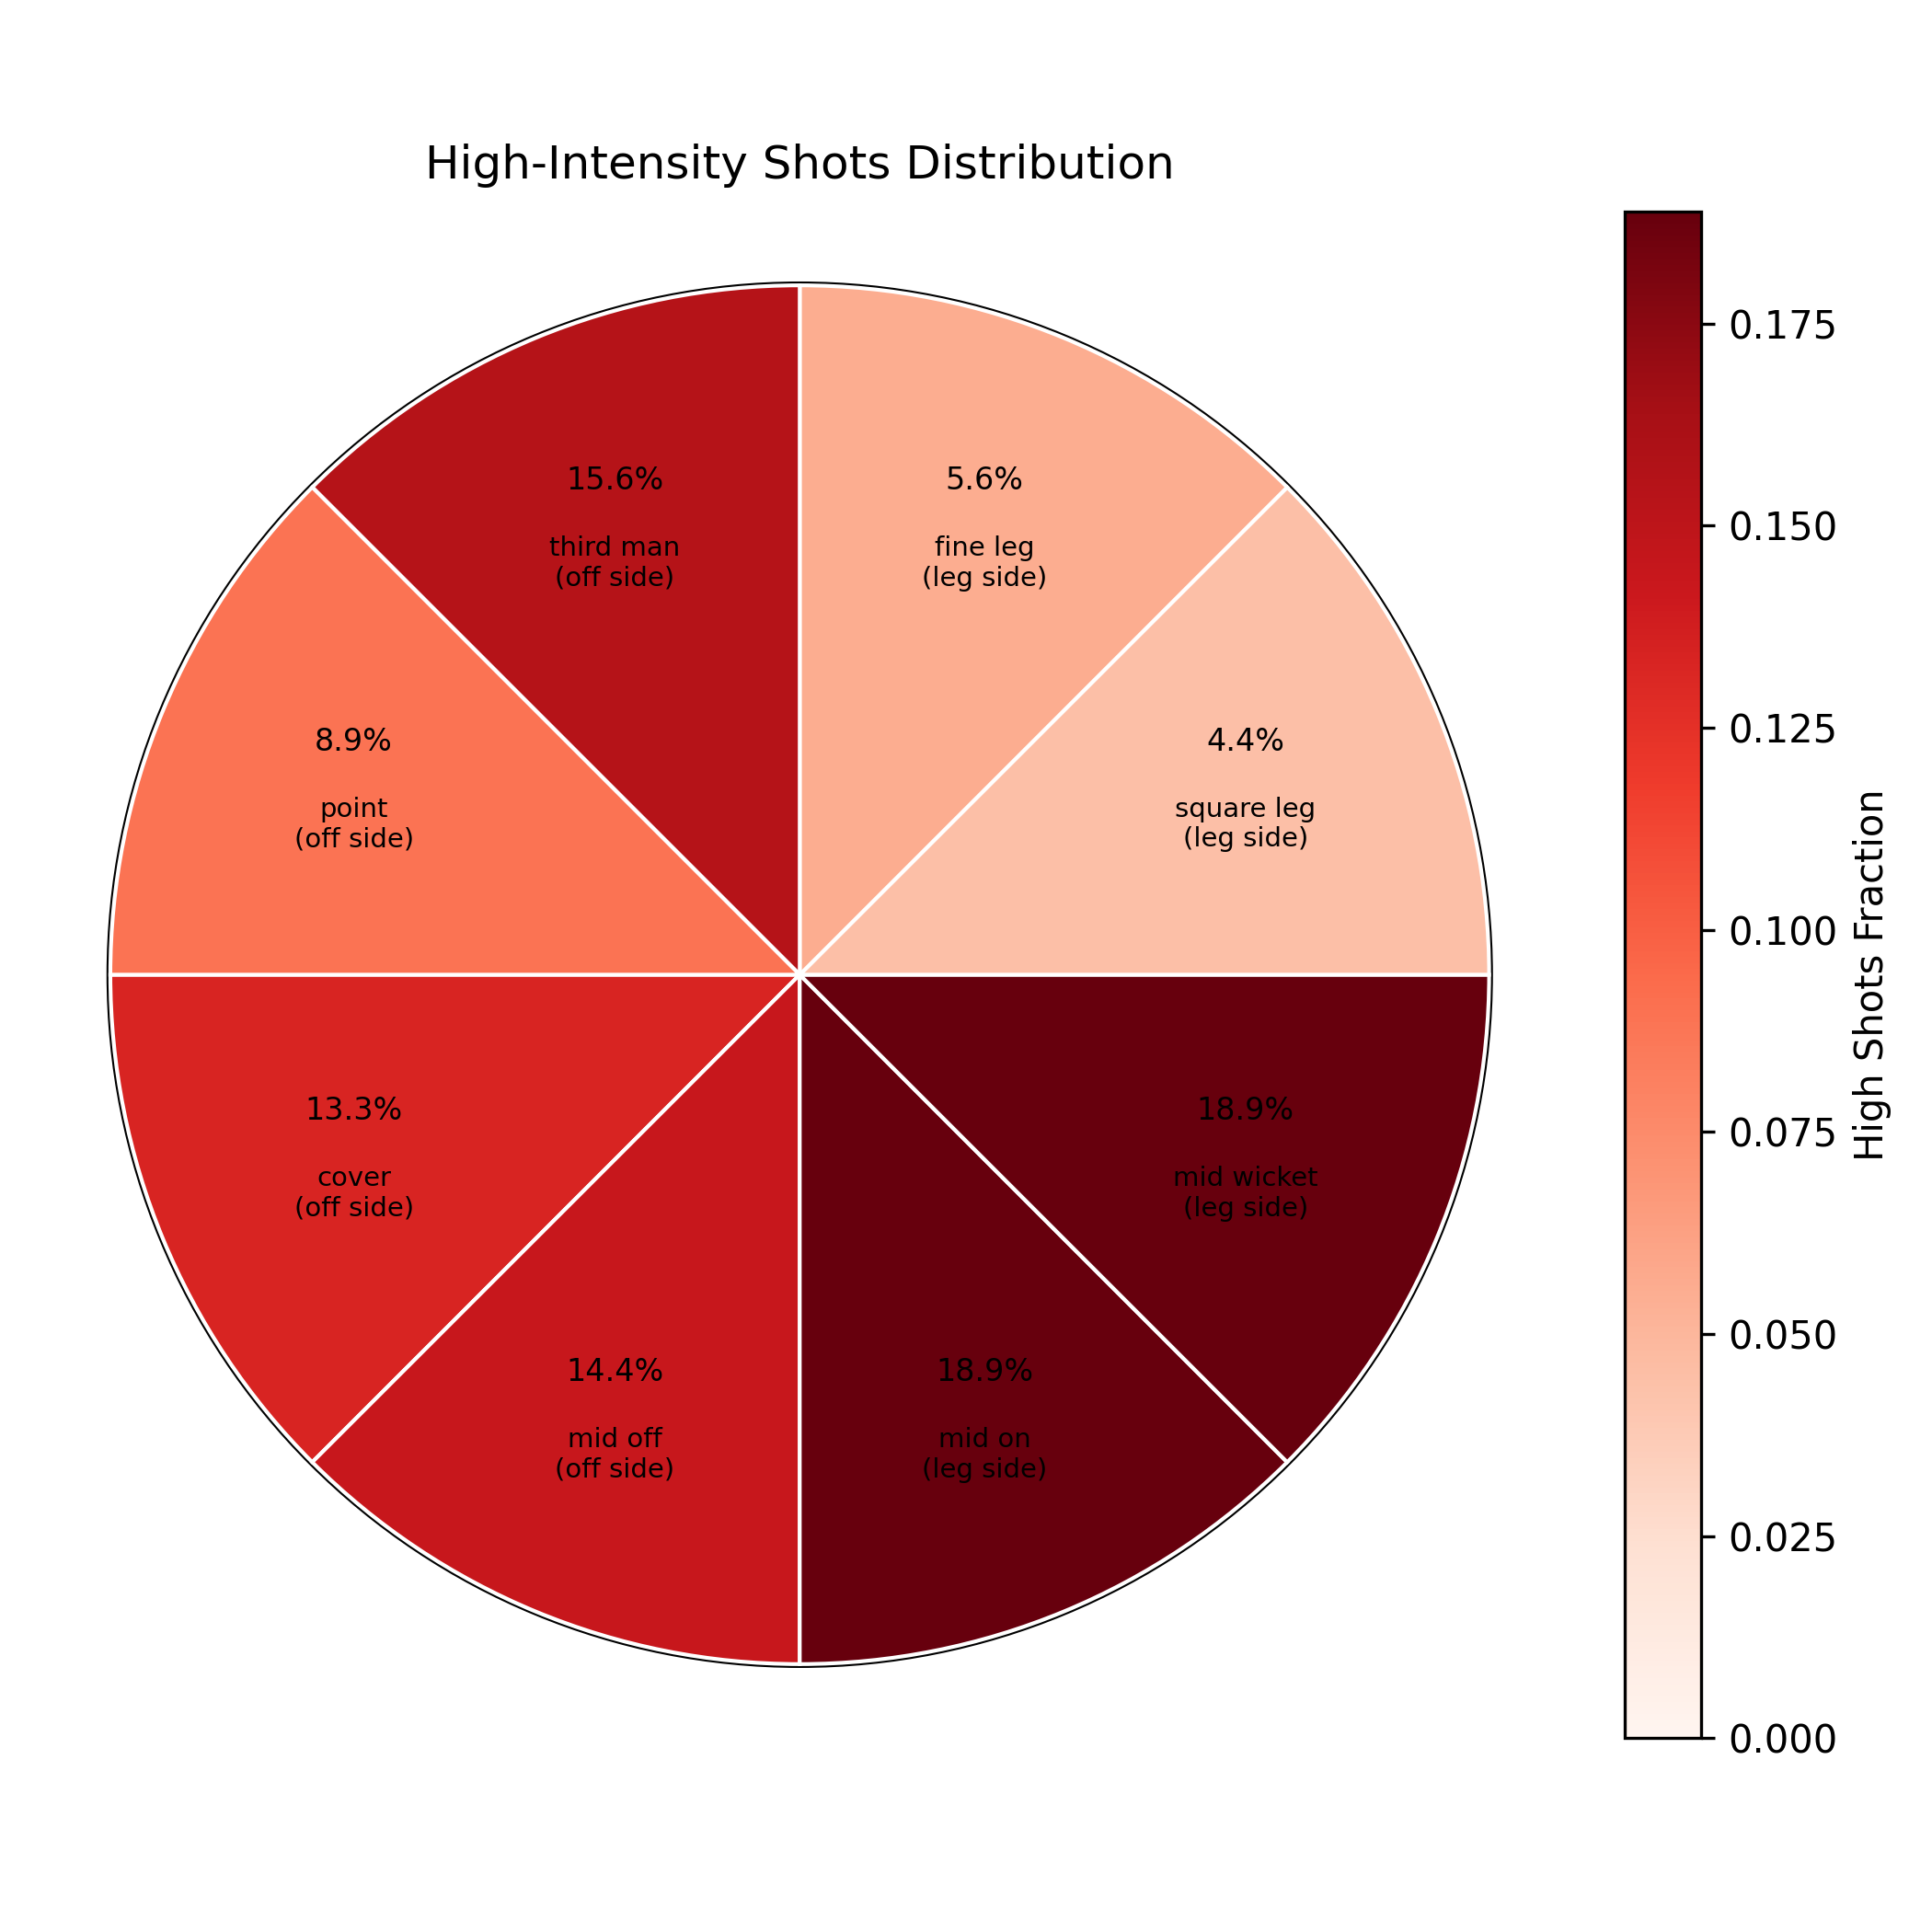 High-Intensity Shots Distribution
15.6%
third man
(off side)
5.6%
fine leg
(leg side)
8.9%
point
(off side)
4.4%
square leg
(leg side)
13.3%
cover
(off side)
18.9%
mid wicket
(leg side)
14.4%
mid off
(off side)
18.9%
mid on
(leg side)
0.175
0.150
0.125
0.100
0.075
0.050
0.025
0.000
High Shots Fraction